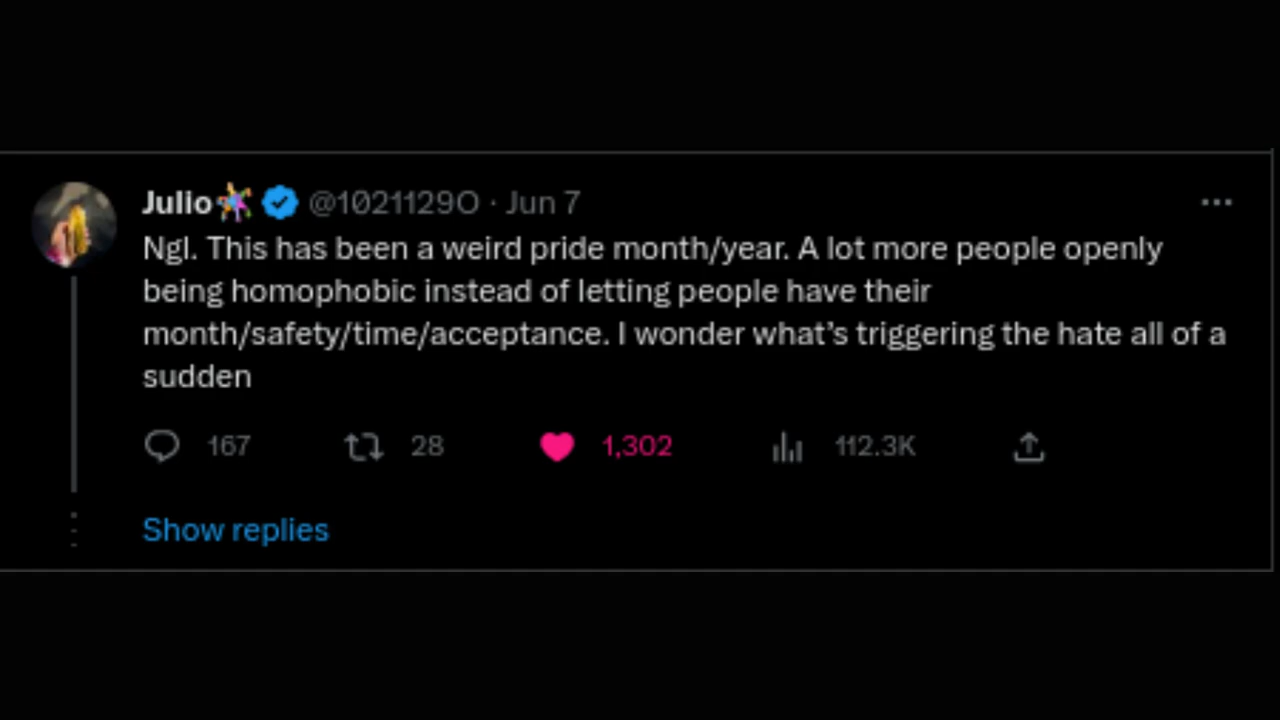 Julio @1021129O · Jun 7
Ngl. This has been a weird pride month/year. A lot more people openly
being homophobic instead of letting people have their
month/safety/time/acceptance. I wonder what’s triggering the hate all of a
sudden
167 28 1,302 112.3K
Show replies